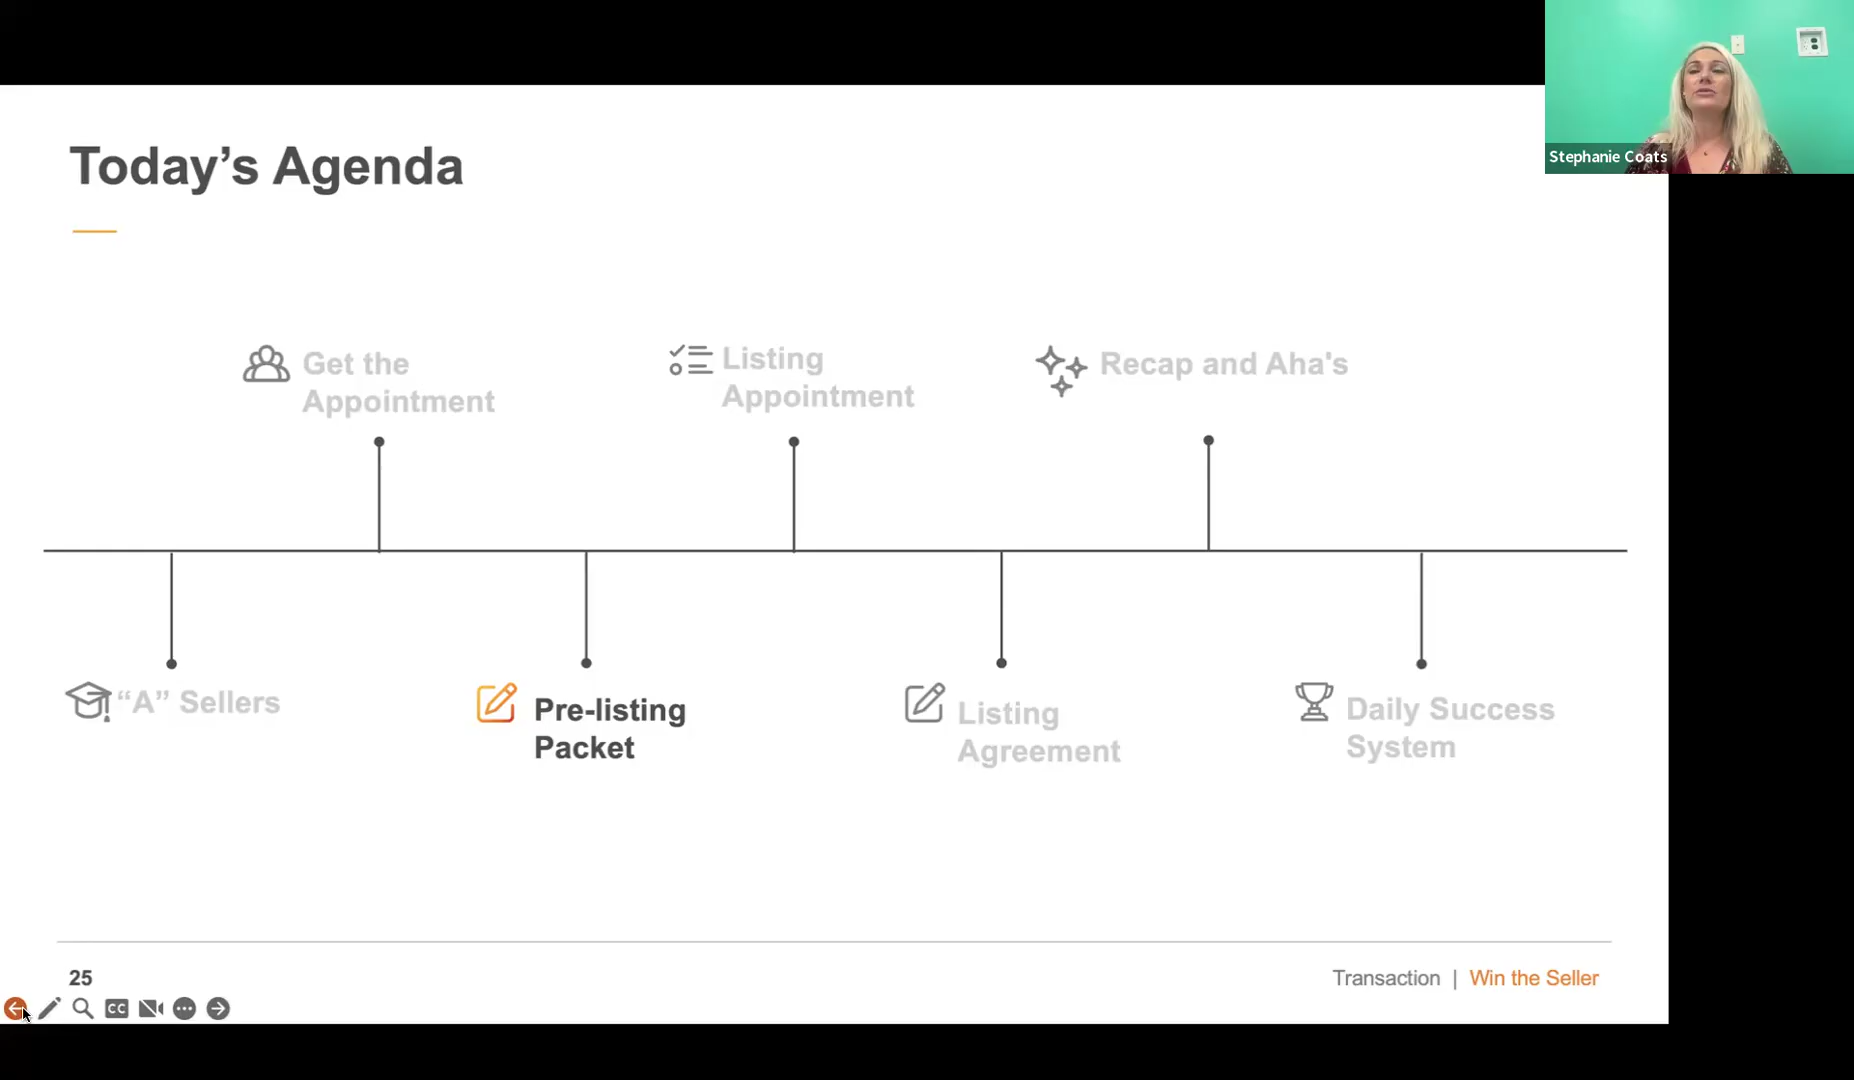 Stephanie Coats
Today’s Agenda
Get the
Appointment
Listing
Appointment
Recap and Aha's
“A” Sellers
Pre-listing
Packet
Listing
Agreement
Daily Success
System
25
Transaction | Win the Seller
CC